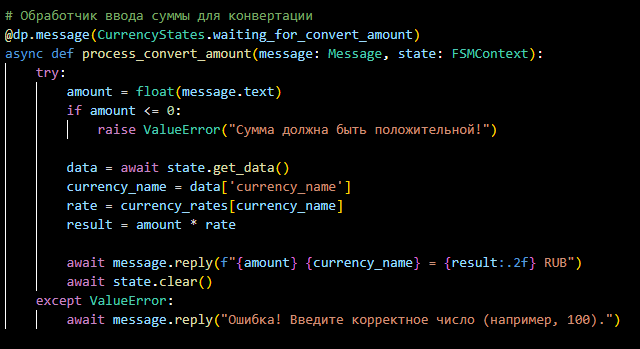 # Обработчик ввода суммы для конвертации
@dp.message(CurrencyStates.waiting_for_convert_amount)
async def process_convert_amount(message: Message, state: FSMContext):
    try:
        amount = float(message.text)
        if amount <= 0:
            raise ValueError("Сумма должна быть положительной!")

        data = await state.get_data()
        currency_name = data['currency_name']
        rate = currency_rates[currency_name]
        result = amount * rate

        await message.reply(f"{amount} {currency_name} = {result:.2f} RUB")
        await state.clear()
    except ValueError:
        await message.reply("Ошибка! Введите корректное число (например, 100).")